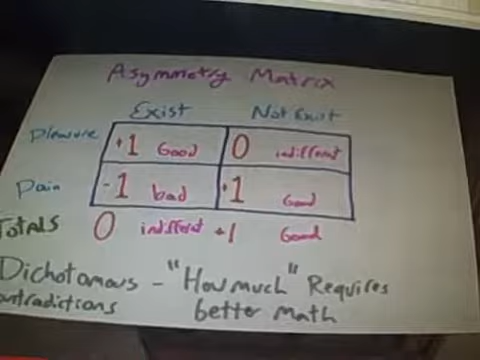 Asymmetry Matrix
Exist Not Exist
Pleasure +1 Good 0 indifferent
Pain -1 bad +1 Good
Totals 0 indifferent +1 Good
Dichotomous - "How much" Requires
better math